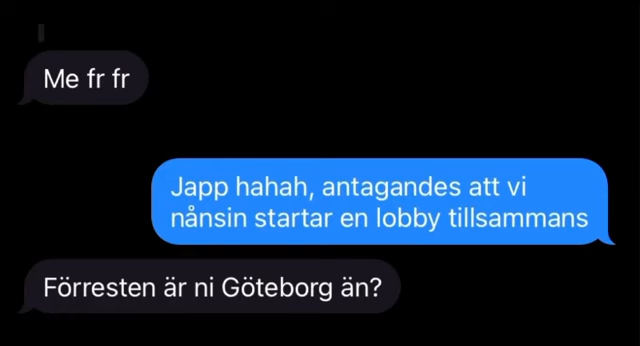 Me fr fr
Japp hahah, antagandes att vi
nånsin startar en lobby tillsammans
Förresten är ni Göteborg än?